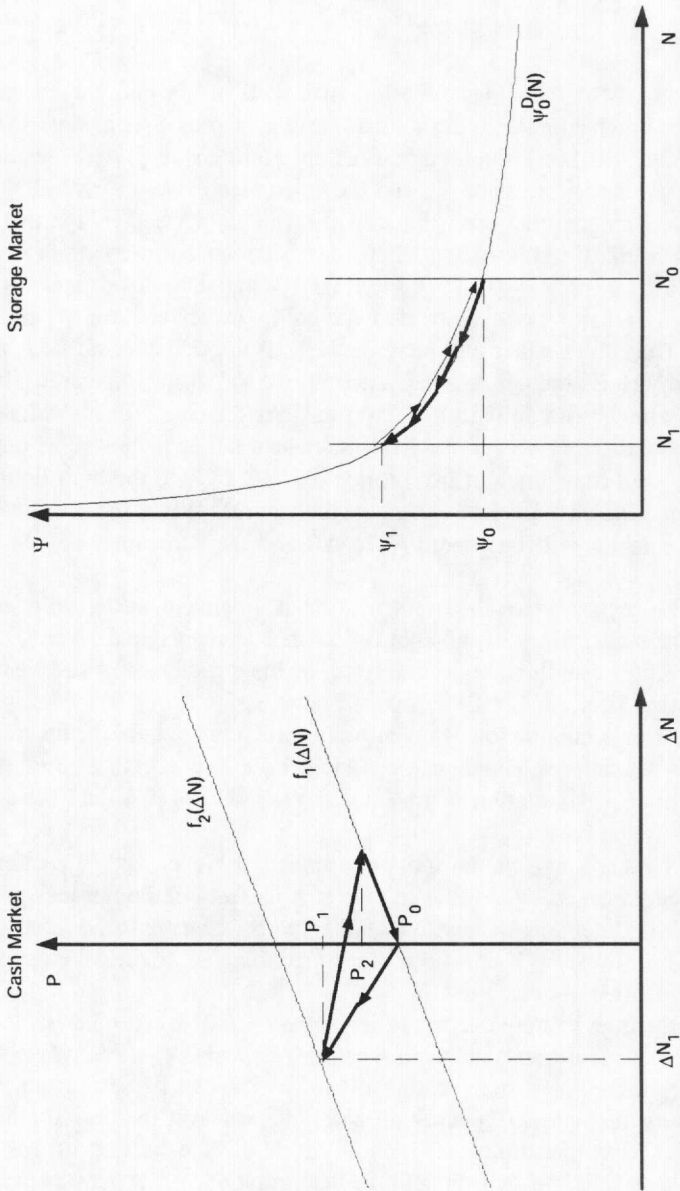 Cash Market
P
f₂(ΔN)
f₁(ΔN)
P₁
P₂
P₀
ΔN₁
ΔN
Storage Market
Ψ
Ψ₁
Ψ₀
N₁
N₀
ψ₀ᴰ(N)
N